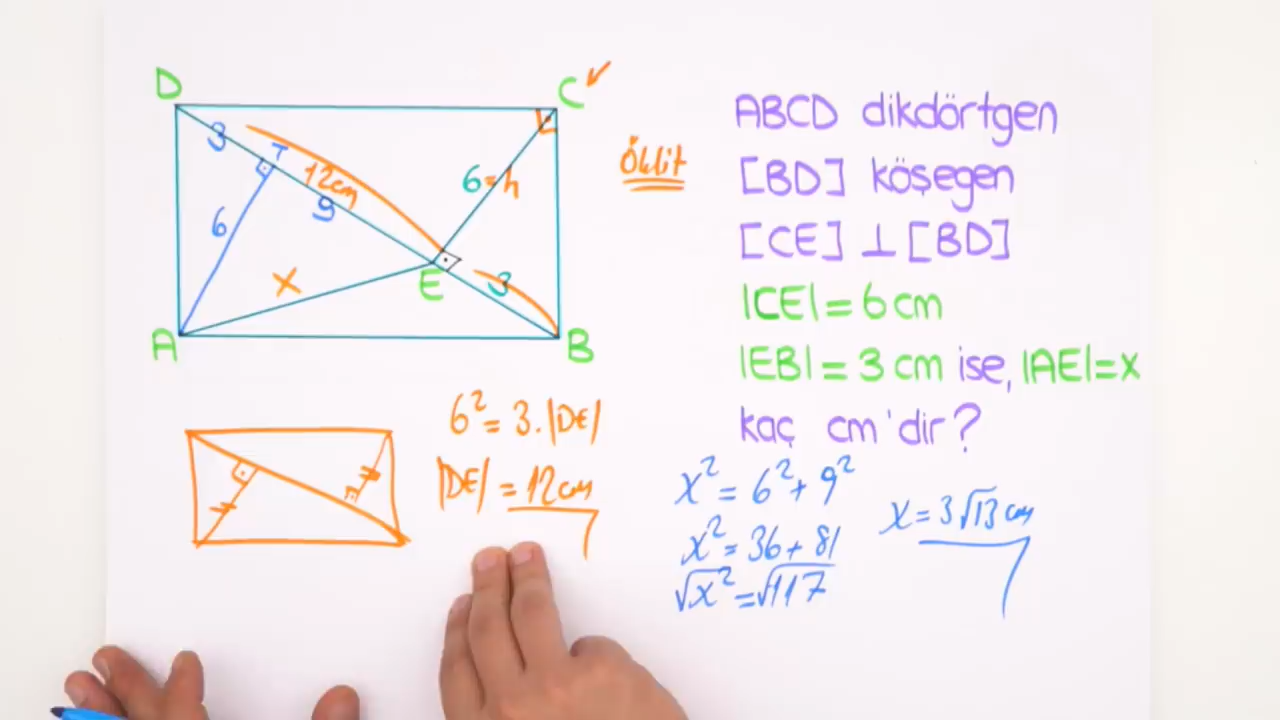 D
C
3
T
12cm
9
6
6=h
x
E
3
A
B
Öklit
ABCD dikdörtgen
[BD] köşegen
[CE] ⊥ [BD]
|CE| = 6 cm
|EB| = 3 cm ise, |AE| = x
kaç cm'dir?
6² = 3.|DE|
|DE| = 12cm
x² = 6² + 9²
x² = 36 + 81
√x² = √117
x = 3√13 cm